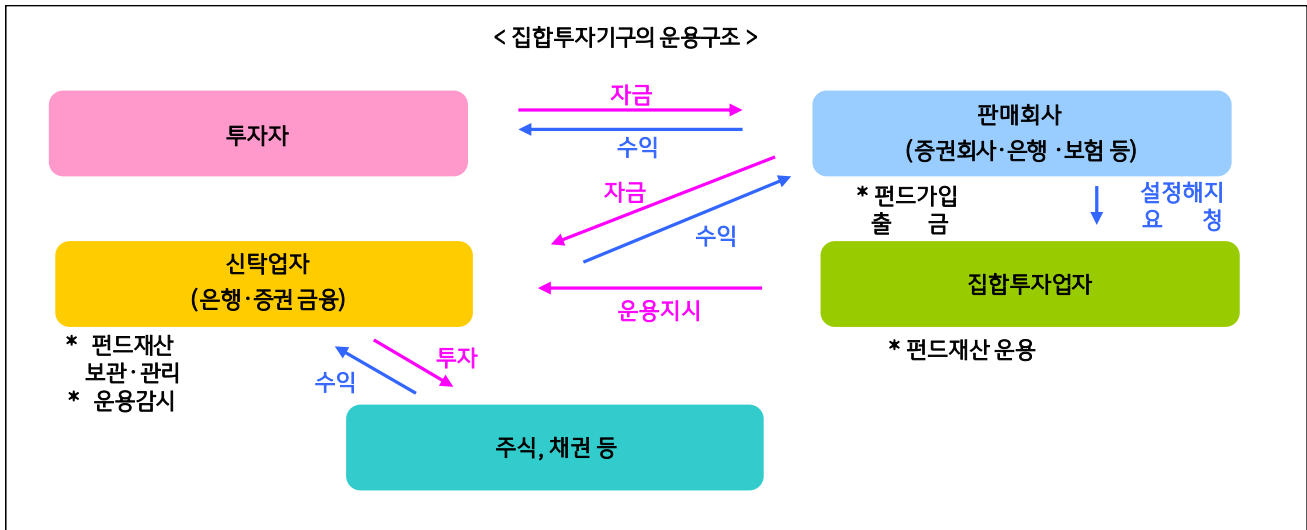 < 집합투자기구의 운용구조 >
투자자
자금
수익
판매회사
(증권회사·은행 ·보험 등)
자금
수익
* 펀드가입
출 금
설정해지
요 청
신탁업자
(은행·증권 금융)
운용지시
집합투자업자
* 펀드재산
보관·관리
* 운용감시
* 펀드재산 운용
투자
수익
주식, 채권 등